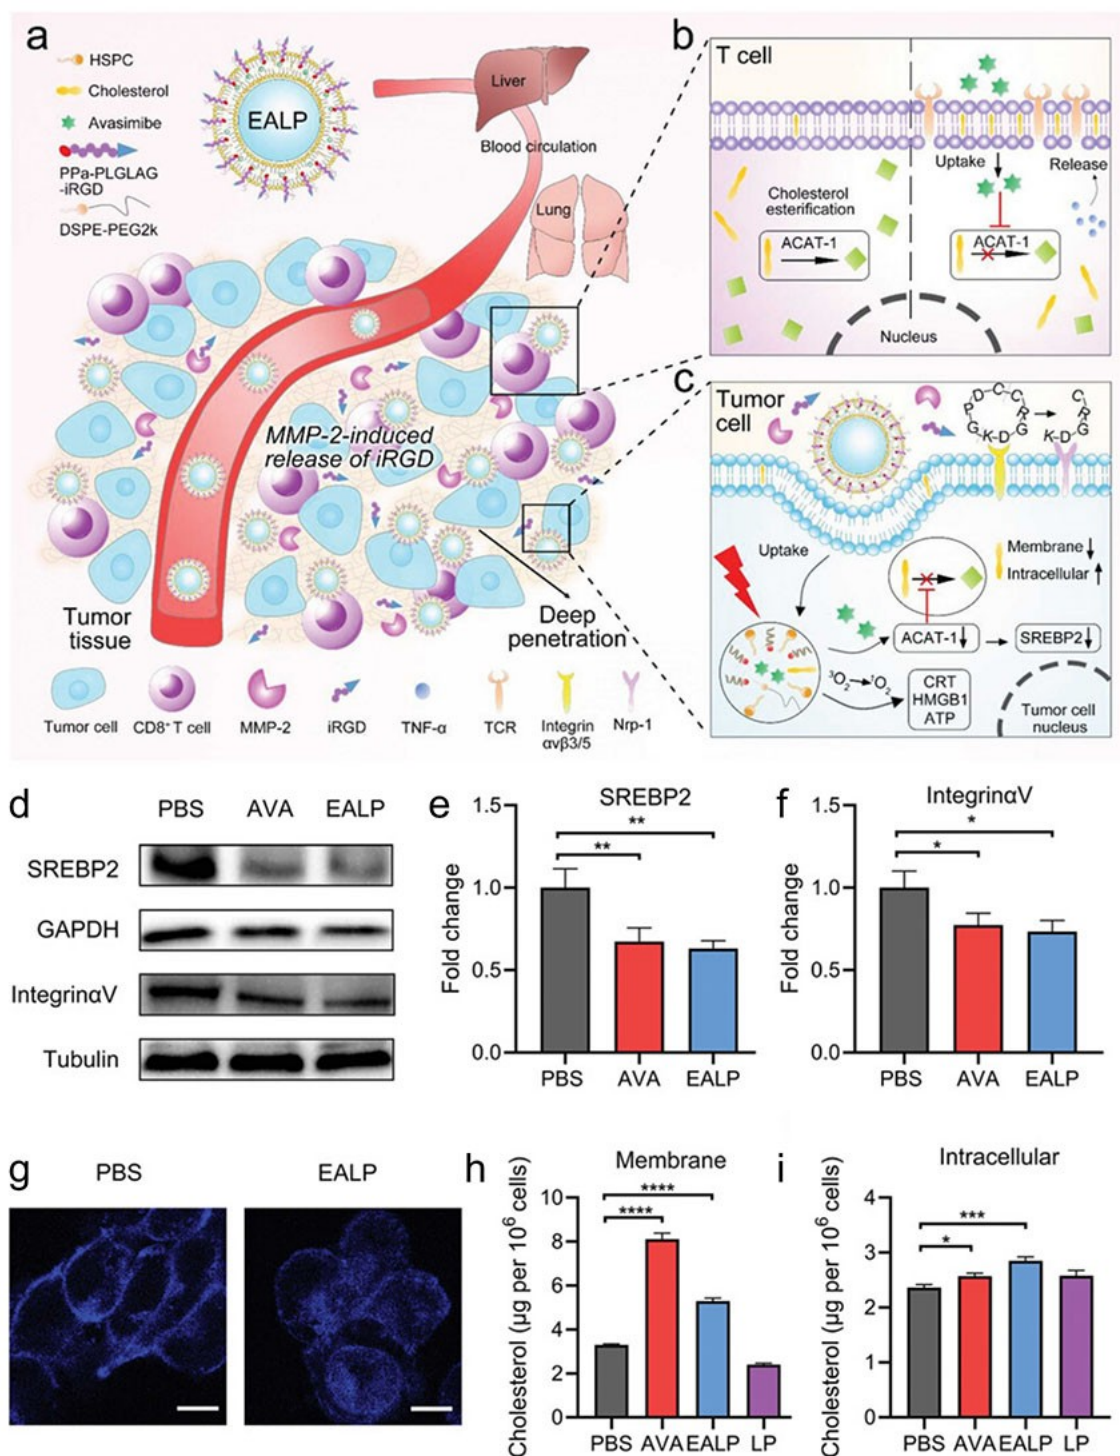 a
HSPC
Cholesterol
Avasimibe
PPa-PLGLAG
-iRGD
DSPE-PEG2k
EALP
Liver
Blood circulation
Lung
MMP-2-induced
release of iRGD
Tumor
tissue
Deep
penetration
Tumor cell
CD8⁺ T cell
MMP-2
iRGD
TNF-α
TCR
Integrin
αvβ3/5
Nrp-1
b
T cell
Uptake
Release
Cholesterol
esterification
ACAT-1
ACAT-1
Nucleus
c
Tumor
cell
G P D C C R G D K
C R G D K
Uptake
Membrane
Intracellular
ACAT-1
SREBP2
³O₂ ¹O₂
CRT
HMGB1
ATP
Tumor cell
nucleus
d
PBS AVA EALP
SREBP2
GAPDH
IntegrinαV
Tubulin
e
SREBP2
Fold change
1.5
1.0
0.5
0.0
**
**
PBS AVA EALP
f
IntegrinαV
Fold change
1.5
1.0
0.5
0.0
*
*
PBS AVA EALP
g
PBS EALP
h
Membrane
Cholesterol (µg per 10⁶ cells)
10
8
6
4
2
0
****
****
PBS AVA EALP LP
i
Intracellular
Cholesterol (µg per 10⁶ cells)
4
3
2
1
0
***
*
PBS AVA EALP LP